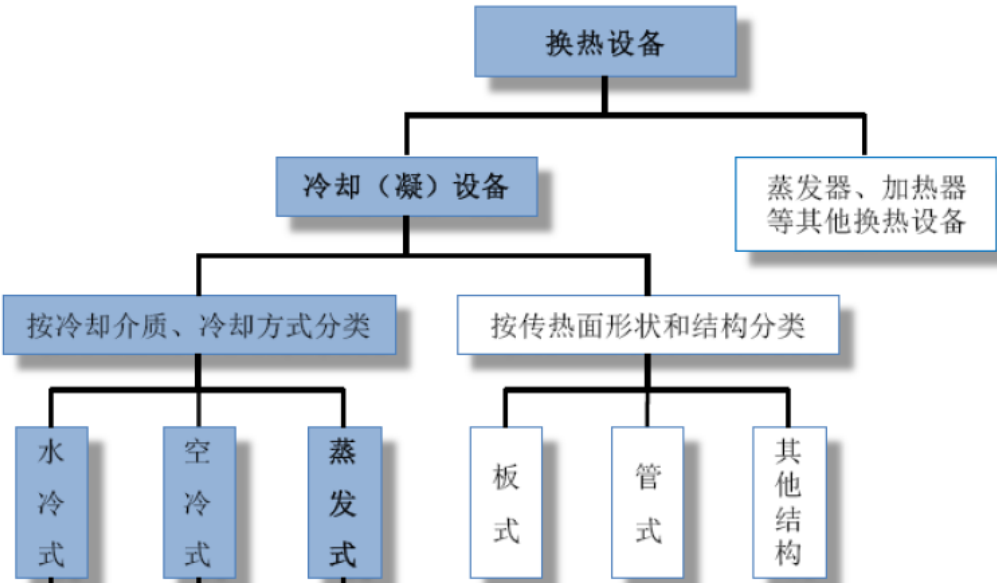 换热设备
冷却（凝）设备
蒸发器、加热器
等其他换热设备
按冷却介质、冷却方式分类
按传热面形状和结构分类
水冷式
空冷式
蒸发式
板式
管式
其他结构